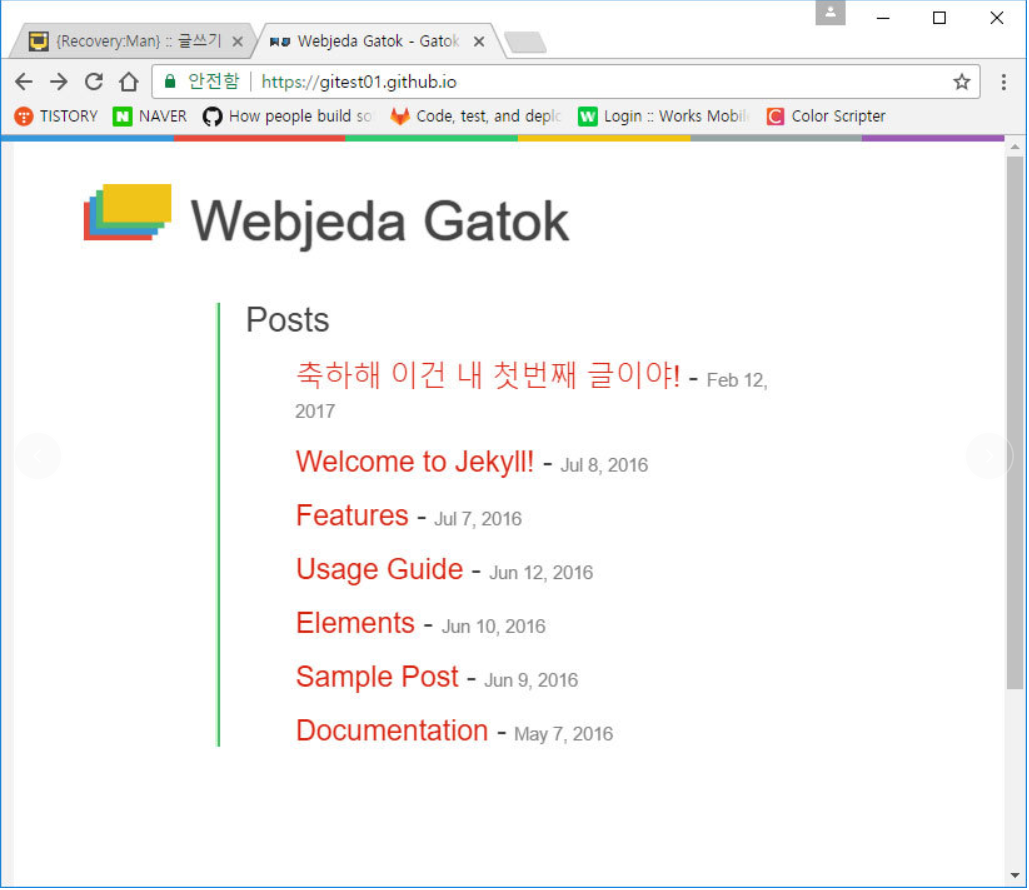 {Recovery:Man} :: 글쓰기
Webjeda Gatok - Gatok
안전함 https://gitest01.github.io
TISTORY NAVER How people build so Code, test, and deplo Login :: Works Mobile Color Scripter
Webjeda Gatok
Posts
축하해 이건 내 첫번째 글이야! - Feb 12,
2017
Welcome to Jekyll! - Jul 8, 2016
Features - Jul 7, 2016
Usage Guide - Jun 12, 2016
Elements - Jun 10, 2016
Sample Post - Jun 9, 2016
Documentation - May 7, 2016